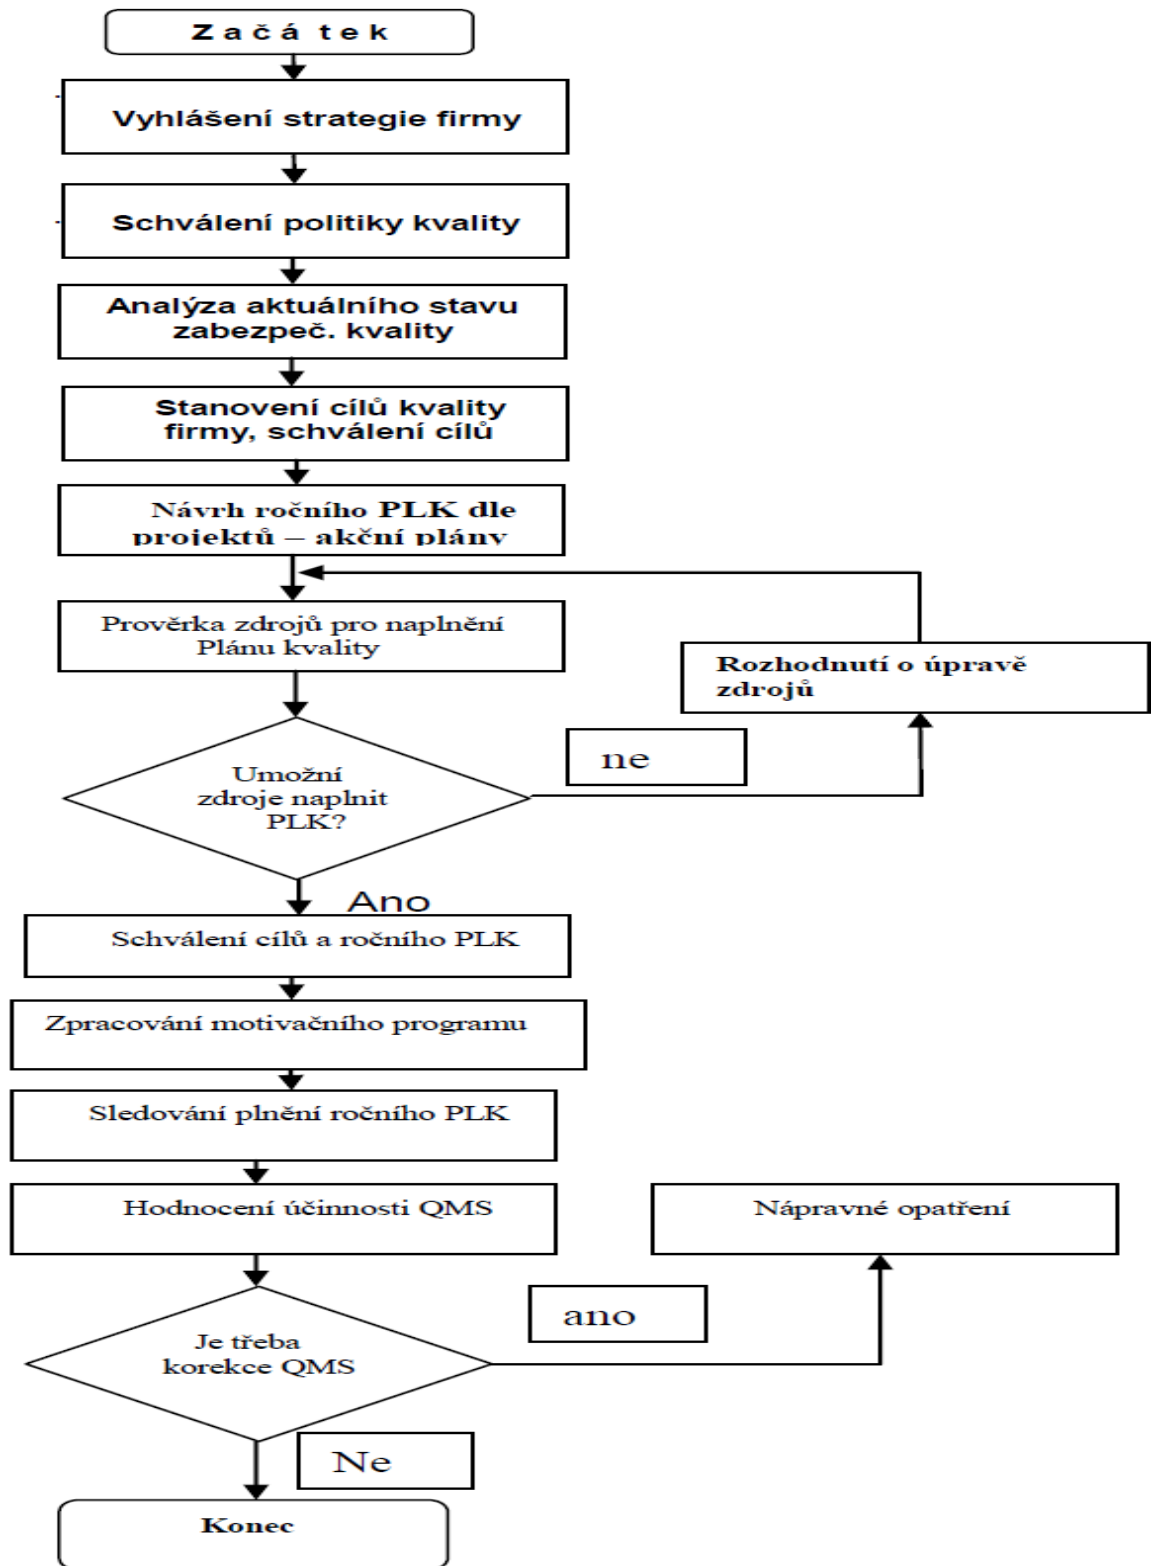 Začátek
Vyhlášení strategie firmy
Schválení politiky kvality
Analýza aktuálního stavu
zabezpeč. kvality
Stanovení cílů kvality
firmy, schválení cílů
Návrh ročního PLK dle
projektů – akční plány
Prověrka zdrojů pro naplnění
Plánu kvality
Rozhodnutí o úpravě
zdrojů
ne
Umožní
zdroje naplnit
PLK?
Ano
Schválení cílů a ročního PLK
Zpracování motivačního programu
Sledování plnění ročního PLK
Hodnocení účinnosti QMS
Nápravné opatření
ano
Je třeba
korekce QMS
Ne
Konec